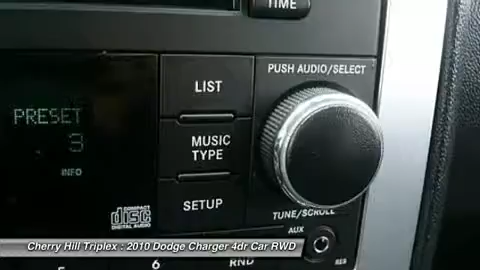 TIME
PUSH AUDIO/SELECT
LIST
PRESET
3
MUSIC
TYPE
INFO
SETUP
COMPACT
disc
DIGITAL AUDIO
TUNE/SCROLL
AUX
Cherry Hill Triplex : 2010 Dodge Charger 4dr Car RWD
6
RND
RES